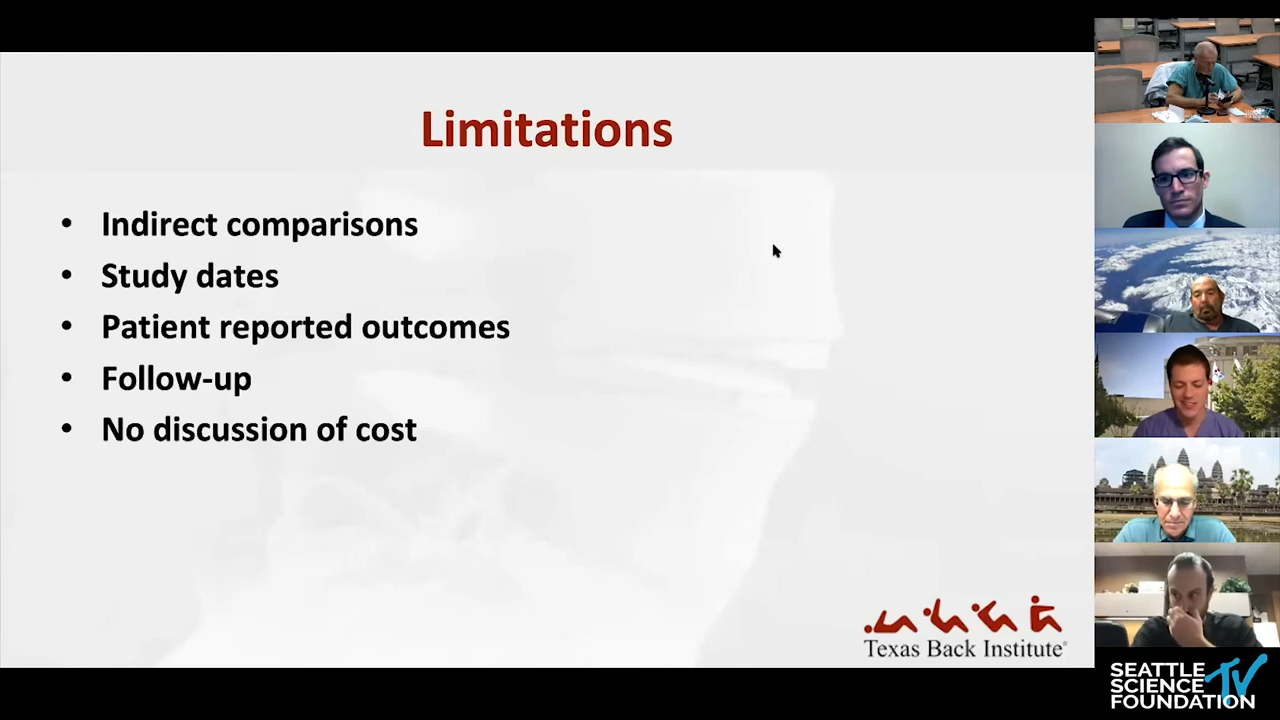 Limitations
• Indirect comparisons
• Study dates
• Patient reported outcomes
• Follow-up
• No discussion of cost
Texas Back Institute®
SEATTLE
SCIENCE
FOUNDATION
TV